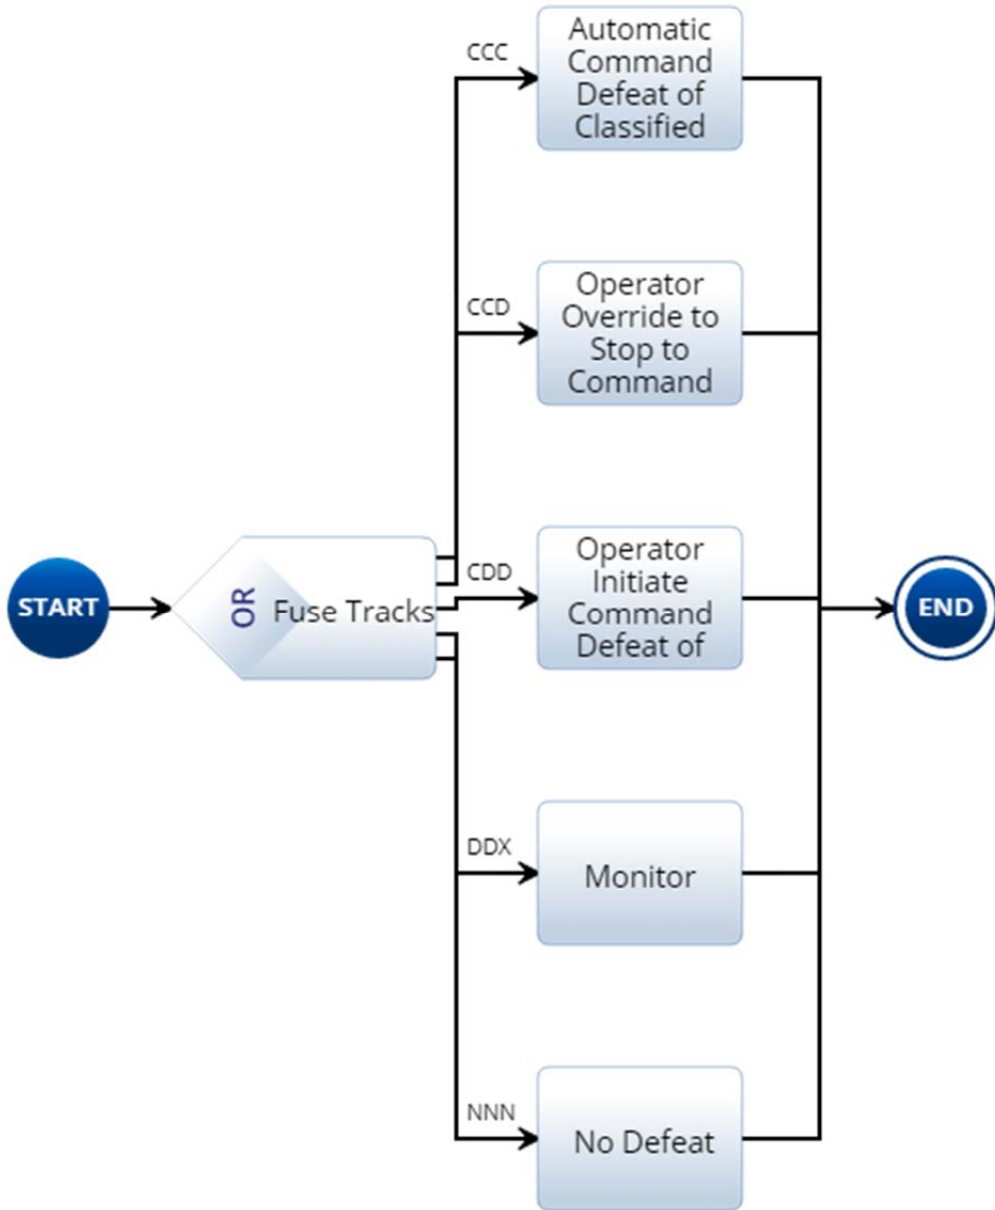 CCC
Automatic
Command
Defeat of
Classified
CCD
Operator
Override to
Stop to
Command
START
OR
Fuse Tracks
CDD
Operator
Initiate
Command
Defeat of
END
DDX
Monitor
NNN
No Defeat